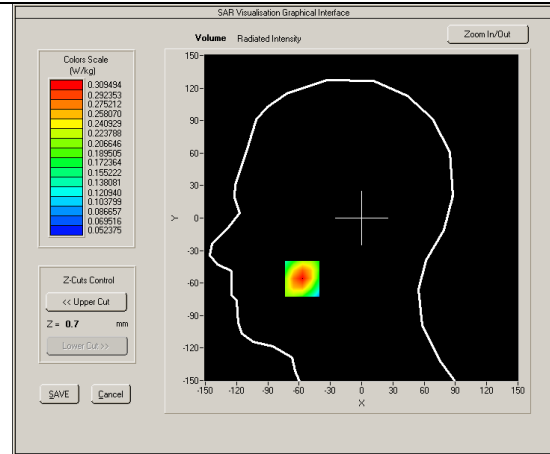 SAR Visualisation Graphical Interface
Volume Radiated Intensity
Zoom In/Out
Colors Scale
(W/kg)
0.309494
0.292353
0.275212
0.258070
0.240929
0.223788
0.206646
0.189505
0.172364
0.155222
0.138081
0.120940
0.103799
0.086657
0.069516
0.052375
Z-Cuts Control
<< Upper Cut
Z = 0.7 mm
Lower Cut >>
SAVE Cancel
150
120
90
60
30
0
-30
-60
-90
-120
-150
Y
-150 -120 -90 -60 -30 0 30 60 90 120 150
X